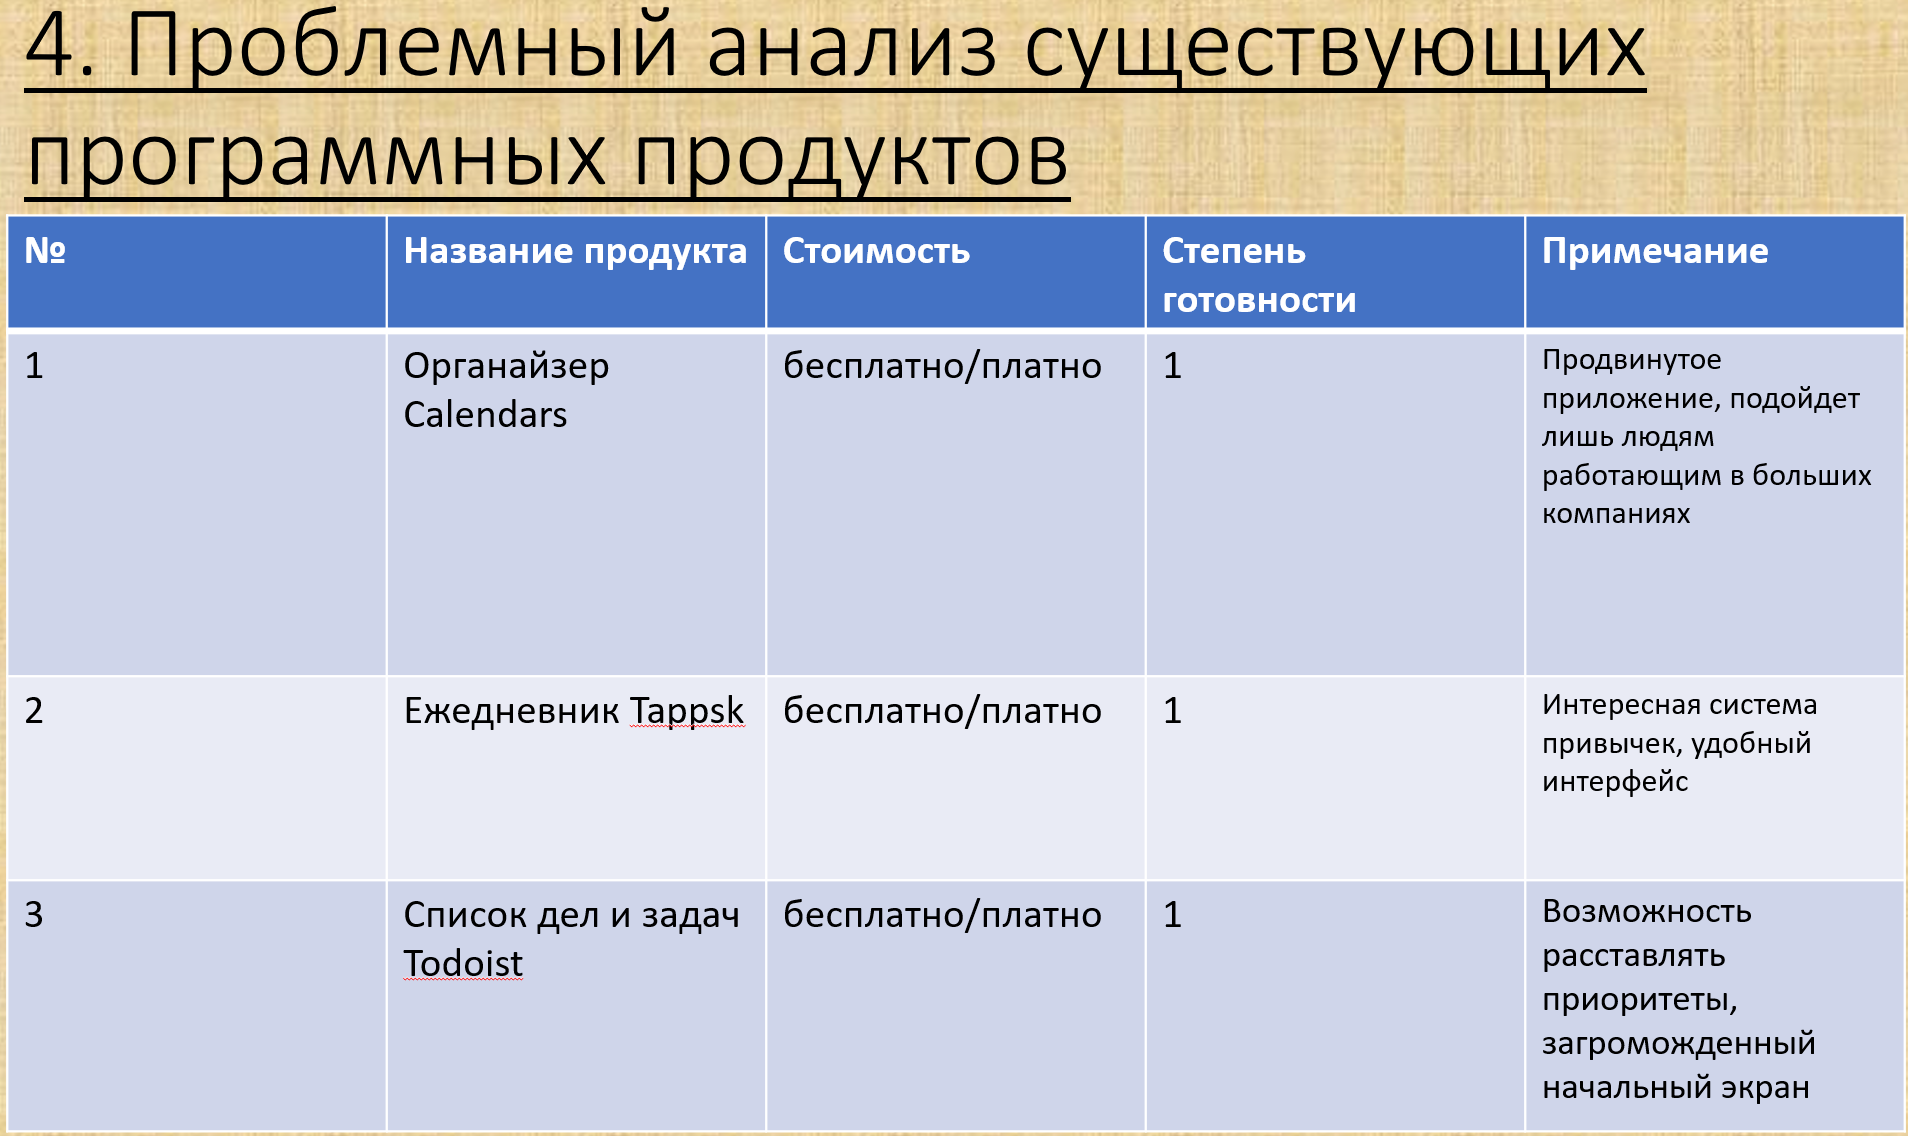 4. Проблемный анализ существующих
программных продуктов
№
Название продукта
Стоимость
Степень
готовности
Примечание
1
Органайзер
Calendars
бесплатно/платно
1
Продвинутое
приложение, подойдет
лишь людям
работающим в больших
компаниях
2
Ежедневник Tappsk
бесплатно/платно
1
Интересная система
привычек, удобный
интерфейс
3
Список дел и задач
Todoist
бесплатно/платно
1
Возможность
расставлять
приоритеты,
загроможденный
начальный экран